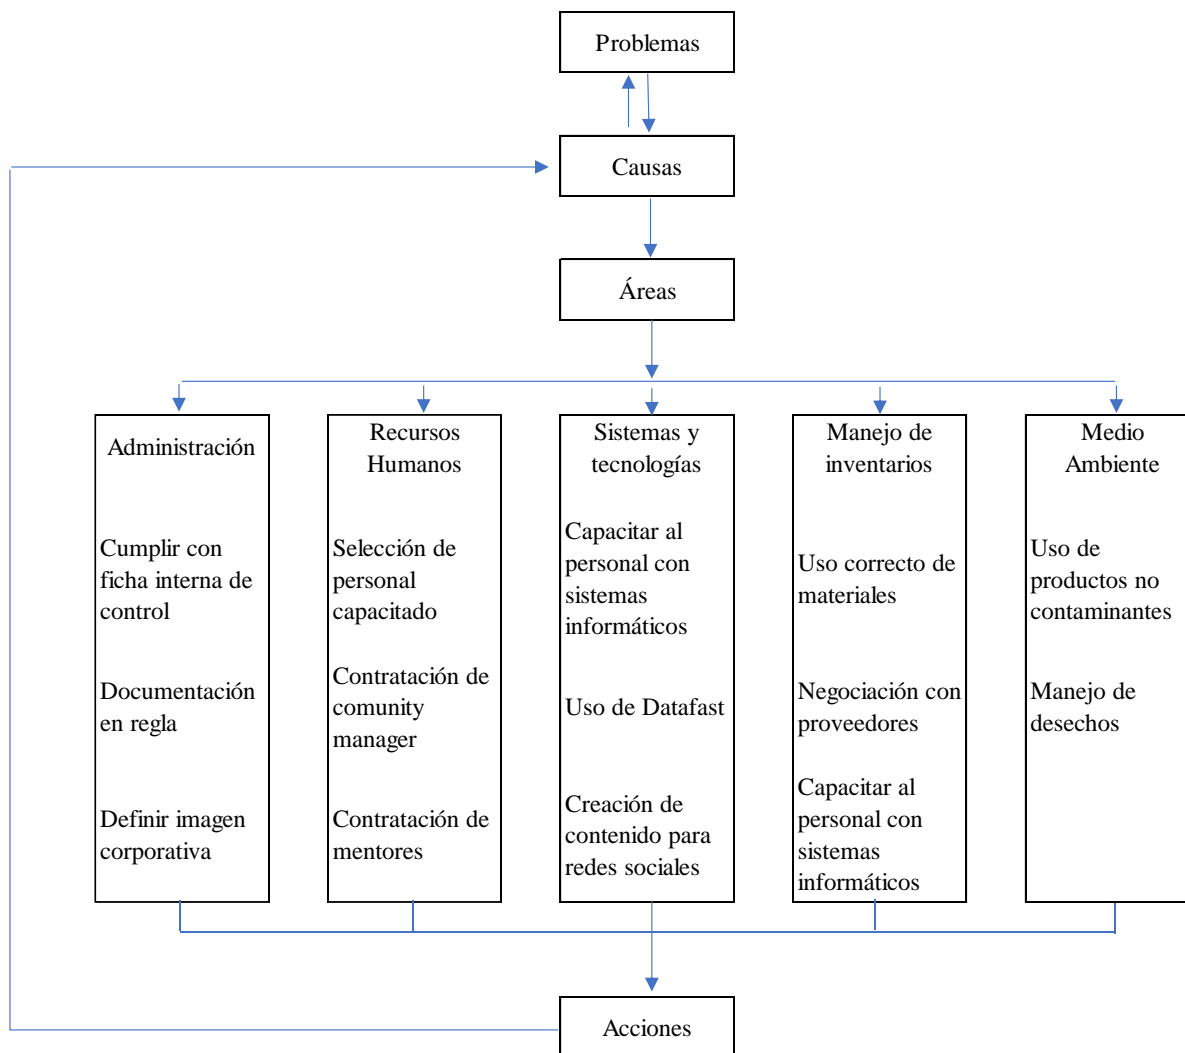 Problemas
Causas
Áreas
Administración
Cumplir con
ficha interna de
control
Documentación
en regla
Definir imagen
corporativa
Recursos
Humanos
Selección de
personal
capacitado
Contratación de
comunity
manager
Contratación de
mentores
Sistemas y
tecnologías
Capacitar al
personal con
sistemas
informáticos
Uso de Datafast
Creación de
contenido para
redes sociales
Manejo de
inventarios
Uso correcto de
materiales
Negociación con
proveedores
Capacitar al
personal con
sistemas
informáticos
Medio
Ambiente
Uso de
productos no
contaminantes
Manejo de
desechos
Acciones